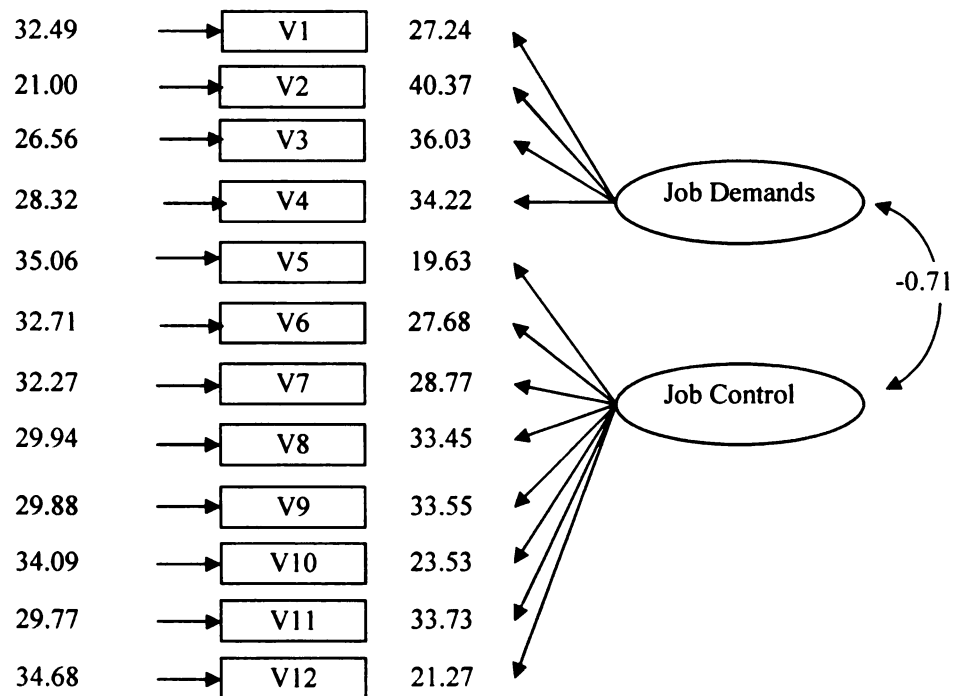 32.49 V1 27.24
21.00 V2 40.37
26.56 V3 36.03
28.32 V4 34.22 Job Demands
35.06 V5 19.63
-0.71
32.71 V6 27.68
32.27 V7 28.77 Job Control
29.94 V8 33.45
29.88 V9 33.55
34.09 V10 23.53
29.77 V11 33.73
34.68 V12 21.27